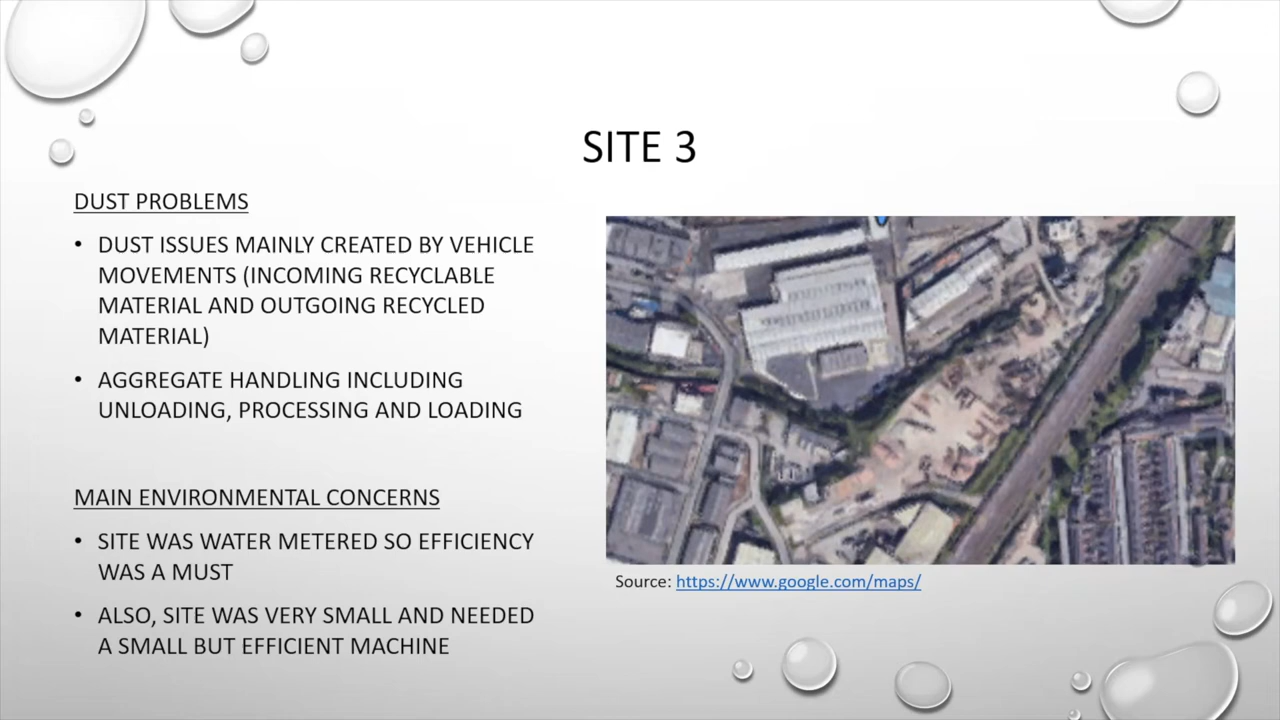 SITE 3
DUST PROBLEMS
• DUST ISSUES MAINLY CREATED BY VEHICLE
MOVEMENTS (INCOMING RECYCLABLE
MATERIAL AND OUTGOING RECYCLED
MATERIAL)
• AGGREGATE HANDLING INCLUDING
UNLOADING, PROCESSING AND LOADING
MAIN ENVIRONMENTAL CONCERNS
• SITE WAS WATER METERED SO EFFICIENCY
WAS A MUST
• ALSO, SITE WAS VERY SMALL AND NEEDED
A SMALL BUT EFFICIENT MACHINE
Source: https://www.google.com/maps/